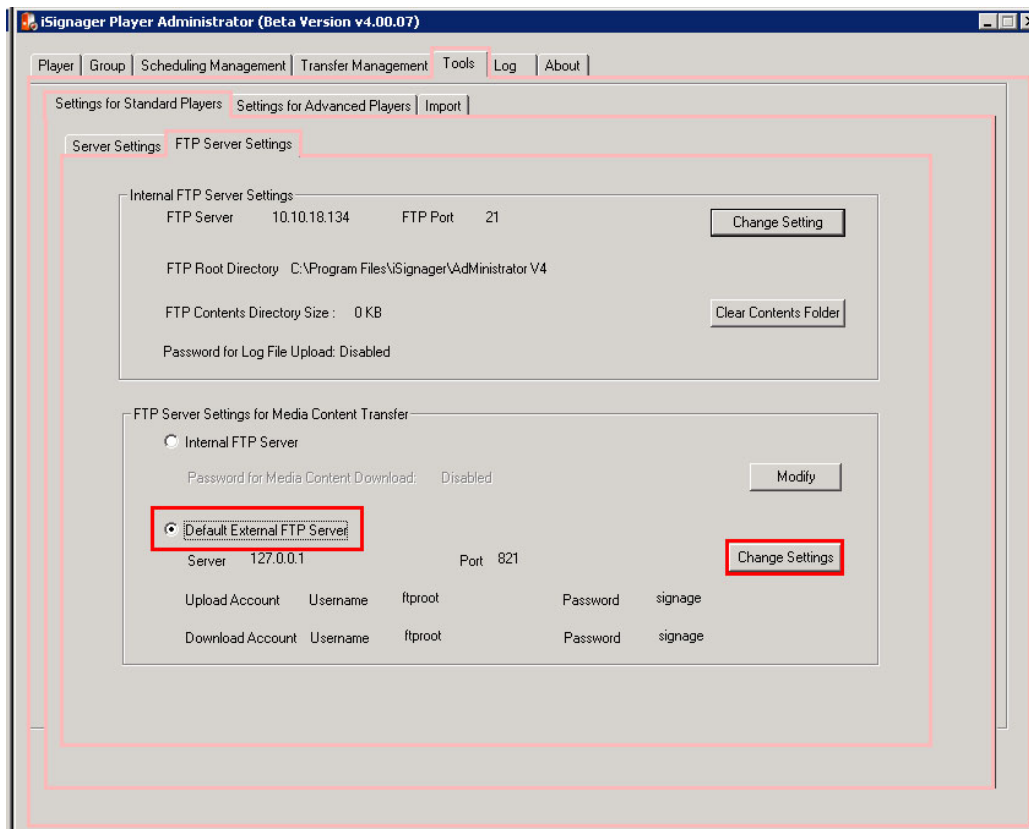 iSignager Player Administrator (Beta Version v4.00.07)
Player Group Scheduling Management Transfer Management Tools Log About
Settings for Standard Players Settings for Advanced Players Import
Server Settings FTP Server Settings
Internal FTP Server Settings
FTP Server 10.10.18.134 FTP Port 21 Change Setting
FTP Root Directory C:\Program Files\iSignager\AdMinistrator V4
FTP Contents Directory Size : 0 KB Clear Contents Folder
Password for Log File Upload: Disabled
FTP Server Settings for Media Content Transfer
Internal FTP Server
Password for Media Content Download: Disabled Modify
Default External FTP Server
Server 127.0.0.1 Port 821 Change Settings
Upload Account Username ftproot Password signage
Download Account Username ftproot Password signage